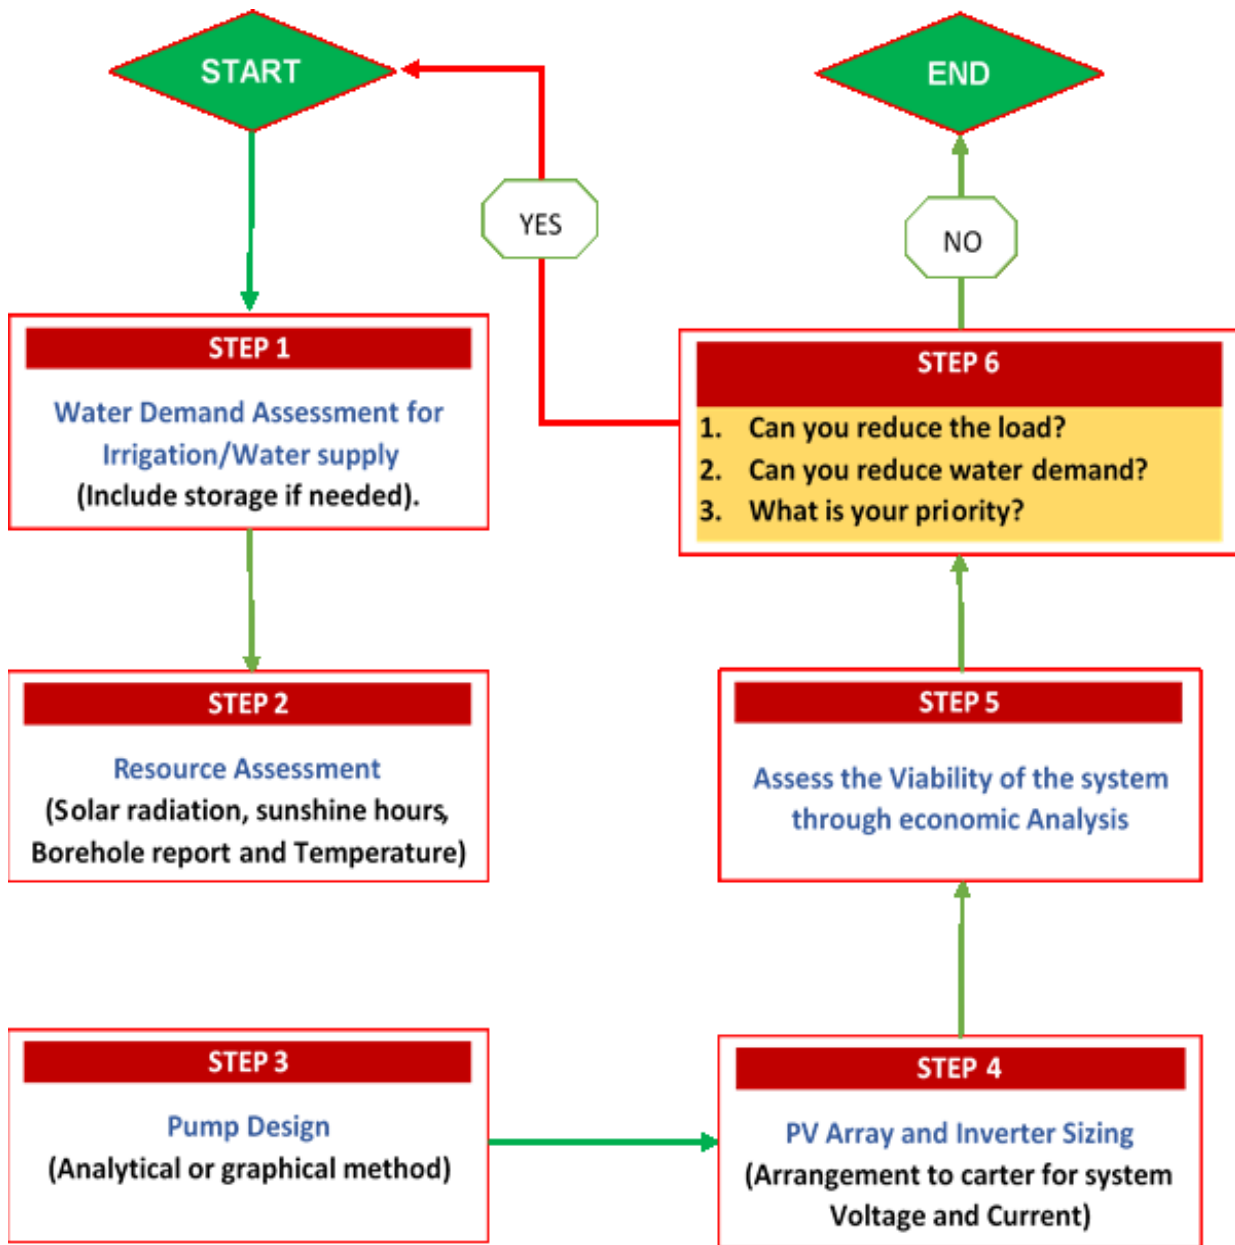 START
STEP 1
Water Demand Assessment for
Irrigation/Water supply
(Include storage if needed).
STEP 2
Resource Assessment
(Solar radiation, sunshine hours,
Borehole report and Temperature)
STEP 3
Pump Design
(Analytical or graphical method)
STEP 4
PV Array and Inverter Sizing
(Arrangement to carter for system
Voltage and Current)
STEP 5
Assess the Viability of the system
through economic Analysis
STEP 6
1. Can you reduce the load?
2. Can you reduce water demand?
3. What is your priority?
YES
NO
END